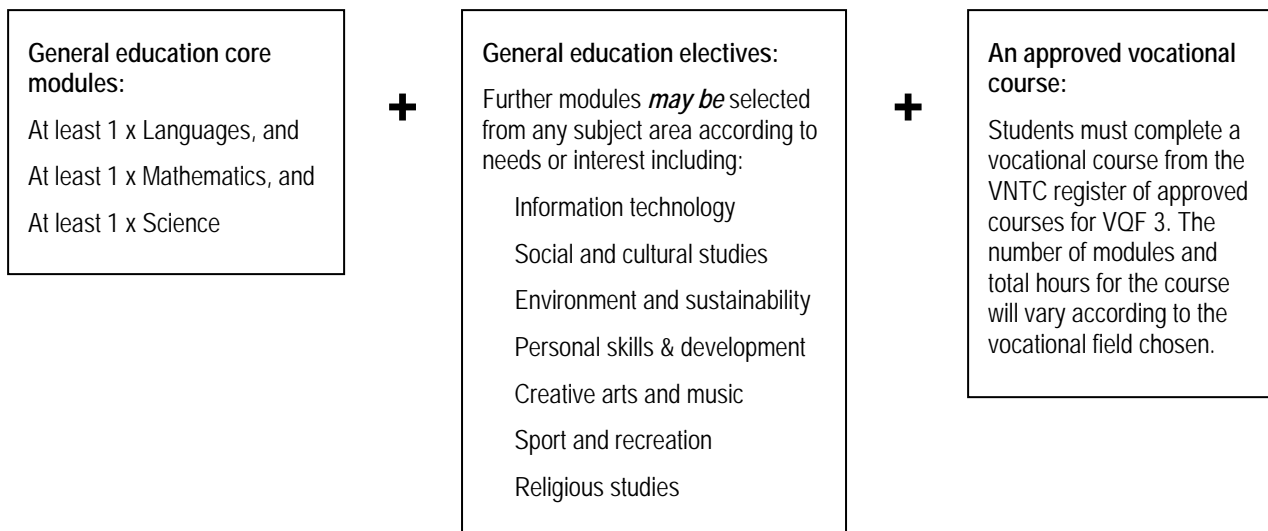 General education core
modules:
At least 1 x Languages, and
At least 1 x Mathematics, and
At least 1 x Science
+
General education electives:
Further modules may be selected
from any subject area according to
needs or interest including:
Information technology
Social and cultural studies
Environment and sustainability
Personal skills & development
Creative arts and music
Sport and recreation
Religious studies
+
An approved vocational
course:
Students must complete a
vocational course from the
VNTC register of approved
courses for VQF 3. The
number of modules and
total hours for the course
will vary according to the
vocational field chosen.